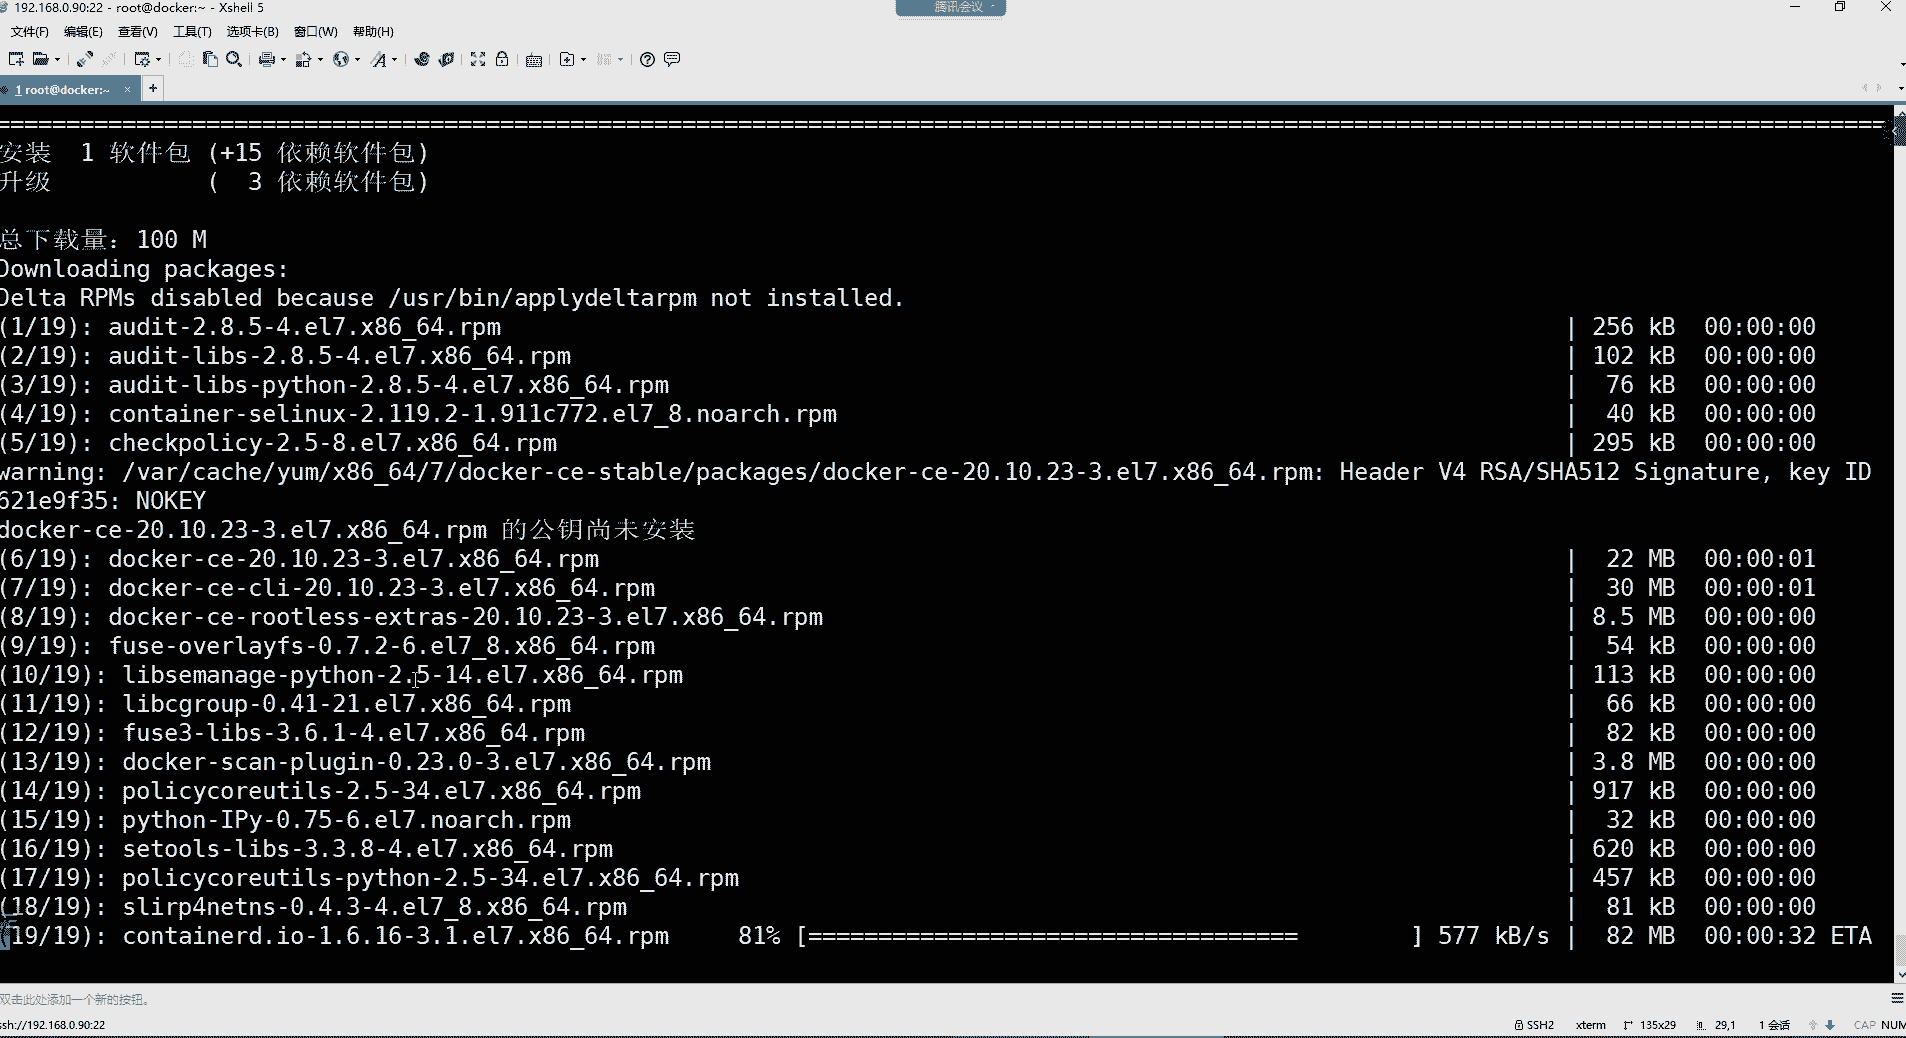 192.168.0.90:22 - root@docker:~ - Xshell 5
腾讯会议
文件(F) 编辑(E) 查看(V) 工具(T) 选项卡(B) 窗口(W) 帮助(H)
1 root@docker:~ × +
安装 1 软件包 (+15 依赖软件包)
升级 ( 3 依赖软件包)
总下载量：100 M
Downloading packages:
Delta RPMs disabled because /usr/bin/applydeltarpm not installed.
(1/19): audit-2.8.5-4.el7.x86_64.rpm | 256 kB 00:00:00
(2/19): audit-libs-2.8.5-4.el7.x86_64.rpm | 102 kB 00:00:00
(3/19): audit-libs-python-2.8.5-4.el7.x86_64.rpm | 76 kB 00:00:00
(4/19): container-selinux-2.119.2-1.911c772.el7_8.noarch.rpm | 40 kB 00:00:00
(5/19): checkpolicy-2.5-8.el7.x86_64.rpm | 295 kB 00:00:00
warning: /var/cache/yum/x86_64/7/docker-ce-stable/packages/docker-ce-20.10.23-3.el7.x86_64.rpm: Header V4 RSA/SHA512 Signature, key ID
621e9f35: NOKEY
docker-ce-20.10.23-3.el7.x86_64.rpm 的公钥尚未安装
(6/19): docker-ce-20.10.23-3.el7.x86_64.rpm | 22 MB 00:00:01
(7/19): docker-ce-cli-20.10.23-3.el7.x86_64.rpm | 30 MB 00:00:01
(8/19): docker-ce-rootless-extras-20.10.23-3.el7.x86_64.rpm | 8.5 MB 00:00:00
(9/19): fuse-overlayfs-0.7.2-6.el7_8.x86_64.rpm | 54 kB 00:00:00
(10/19): libsemanage-python-2.5-14.el7.x86_64.rpm | 113 kB 00:00:00
(11/19): libcgroup-0.41-21.el7.x86_64.rpm | 66 kB 00:00:00
(12/19): fuse3-libs-3.6.1-4.el7.x86_64.rpm | 82 kB 00:00:00
(13/19): docker-scan-plugin-0.23.0-3.el7.x86_64.rpm | 3.8 MB 00:00:00
(14/19): policycoreutils-2.5-34.el7.x86_64.rpm | 917 kB 00:00:00
(15/19): python-IPy-0.75-6.el7.noarch.rpm | 32 kB 00:00:00
(16/19): setools-libs-3.3.8-4.el7.x86_64.rpm | 620 kB 00:00:00
(17/19): policycoreutils-python-2.5-34.el7.x86_64.rpm | 457 kB 00:00:00
(18/19): slirp4netns-0.4.3-4.el7_8.x86_64.rpm | 81 kB 00:00:00
(19/19): containerd.io-1.6.16-3.1.el7.x86_64.rpm 81% [=================================== ] 577 kB/s | 82 MB 00:00:32 ETA
双击此处添加一个新的按钮。
ssh://192.168.0.90:22 SSH2 xterm 135x29 29,1 1 会话 CAP NUM